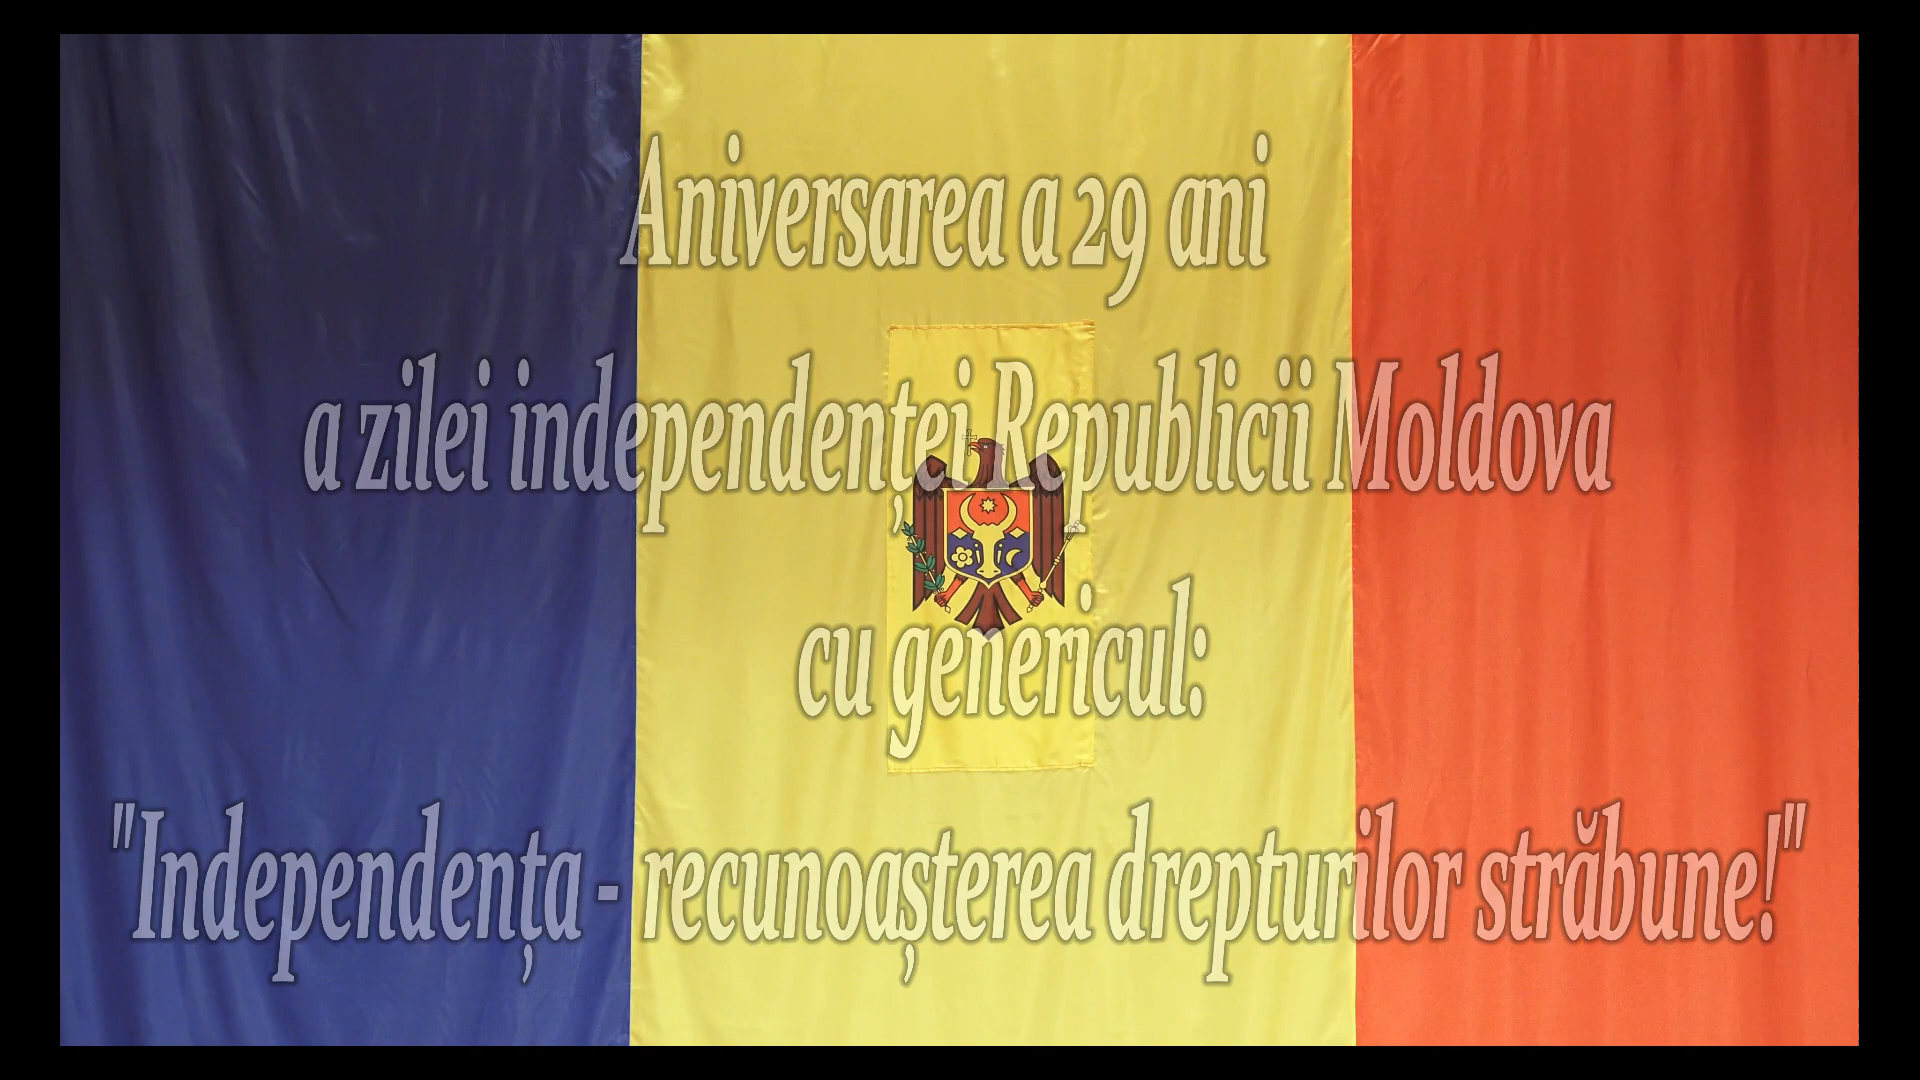 Aniversarea a 29 ani
a zilei independenței Republicii Moldova
cu genericul:
"Independența - recunoașterea drepturilor străbune!"